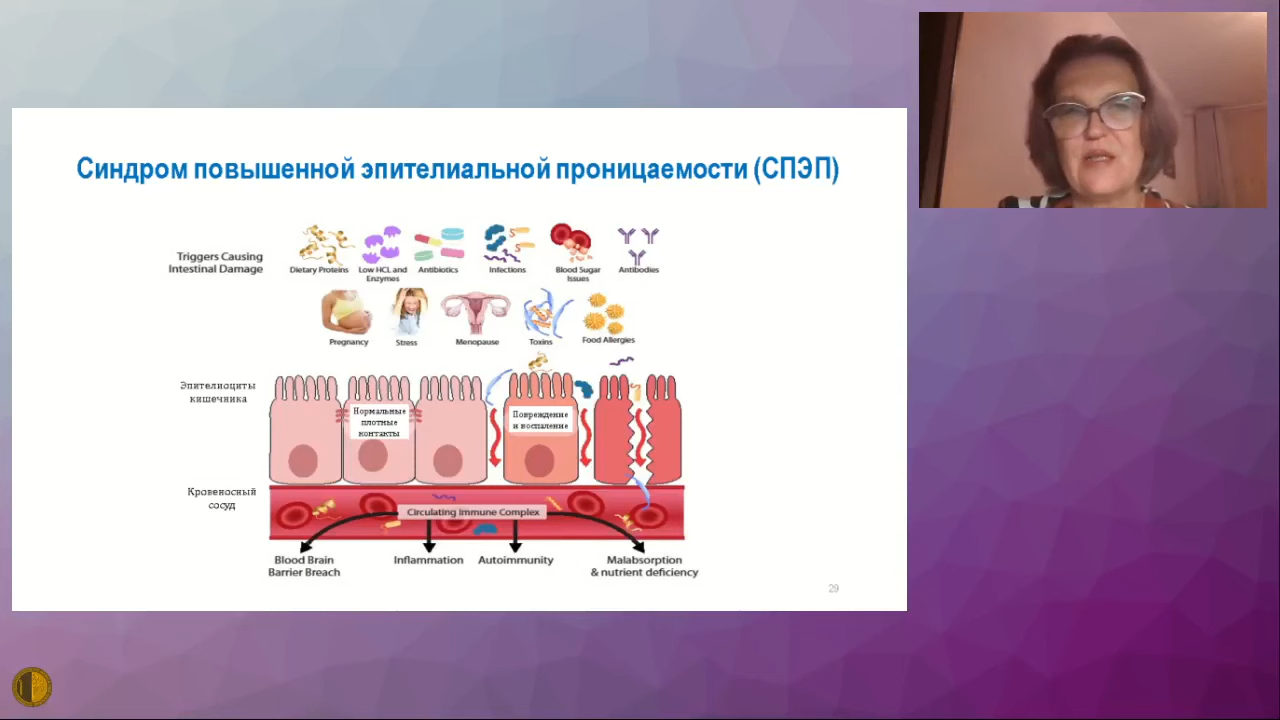 Синдром повышенной эпителиальной проницаемости (СПЭП)
Triggers Causing
Intestinal Damage
Dietary Proteins
Low HCL and
Enzymes
Antibiotics
Infections
Blood Sugar
Issues
Antibodies
Pregnancy
Stress
Menopause
Toxins
Food Allergies
Эпителиоциты
кишечника
Нормальные
плотные
контакты
Повреждение
и воспаление
Кровеносный
сосуд
Circulating Immune Complex
Blood Brain
Barrier Breach
Inflammation
Autoimmunity
Malabsorption
& nutrient deficiency
29